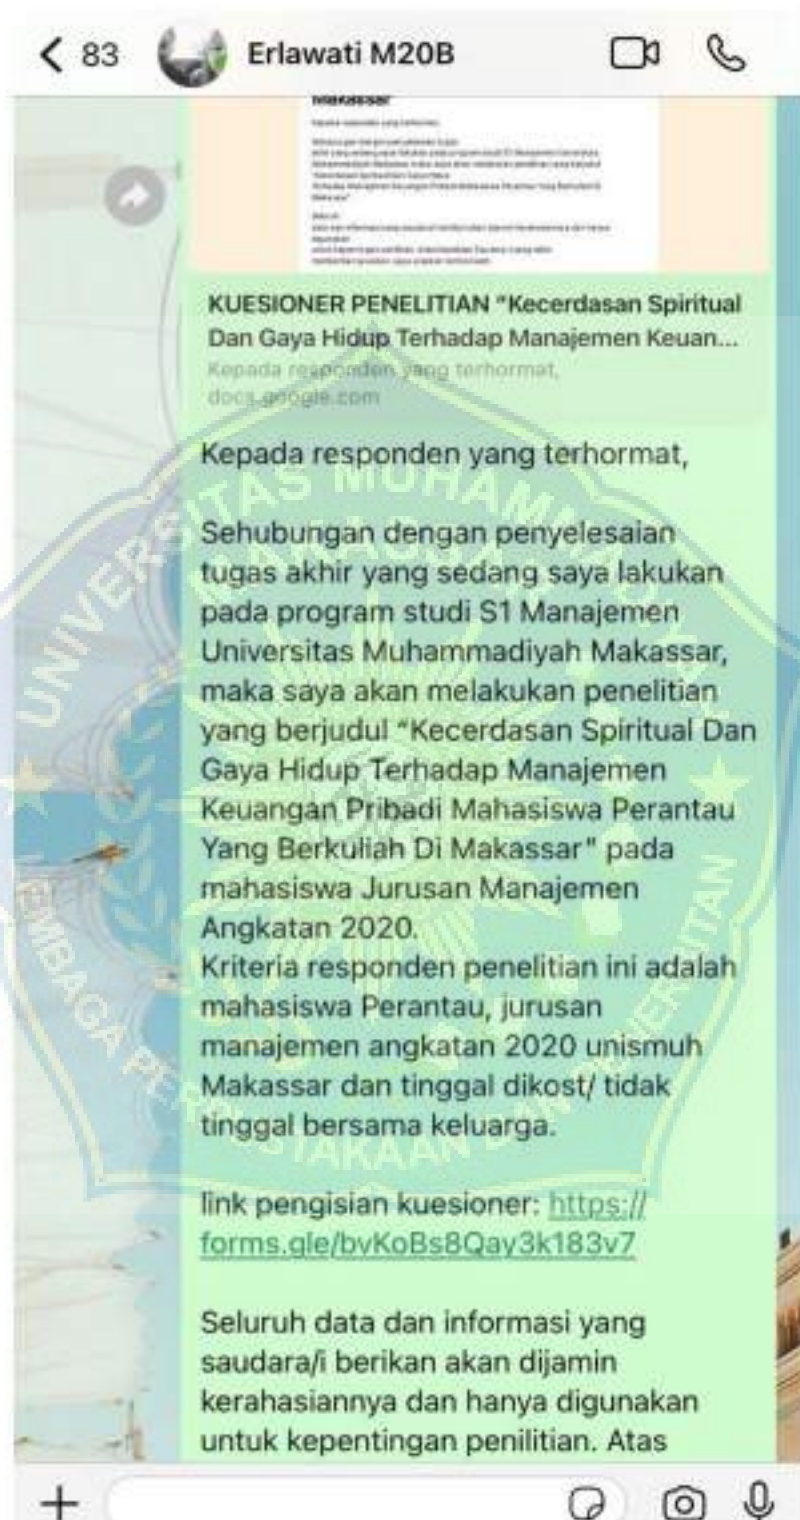 83
Erlawati M20B
Makassar
KUESIONER PENELITIAN "Kecerdasan Spiritual
Dan Gaya Hidup Terhadap Manajemen Keuan...
Kepada responden yang terhormat,
docs.google.com
Kepada responden yang terhormat,
Sehubungan dengan penyelesaian
tugas akhir yang sedang saya lakukan
pada program studi S1 Manajemen
Universitas Muhammadiyah Makassar,
maka saya akan melakukan penelitian
yang berjudul "Kecerdasan Spiritual Dan
Gaya Hidup Terhadap Manajemen
Keuangan Pribadi Mahasiswa Perantau
Yang Berkuliah Di Makassar" pada
mahasiswa Jurusan Manajemen
Angkatan 2020.
Kriteria responden penelitian ini adalah
mahasiswa Perantau, jurusan
manajemen angkatan 2020 unismuh
Makassar dan tinggal dikost/ tidak
tinggal bersama keluarga.
link pengisian kuesioner: https://
forms.gle/bvKoBs8Qay3k183v7
Seluruh data dan informasi yang
saudara/i berikan akan dijamin
kerahasiannya dan hanya digunakan
untuk kepentingan penilitian. Atas